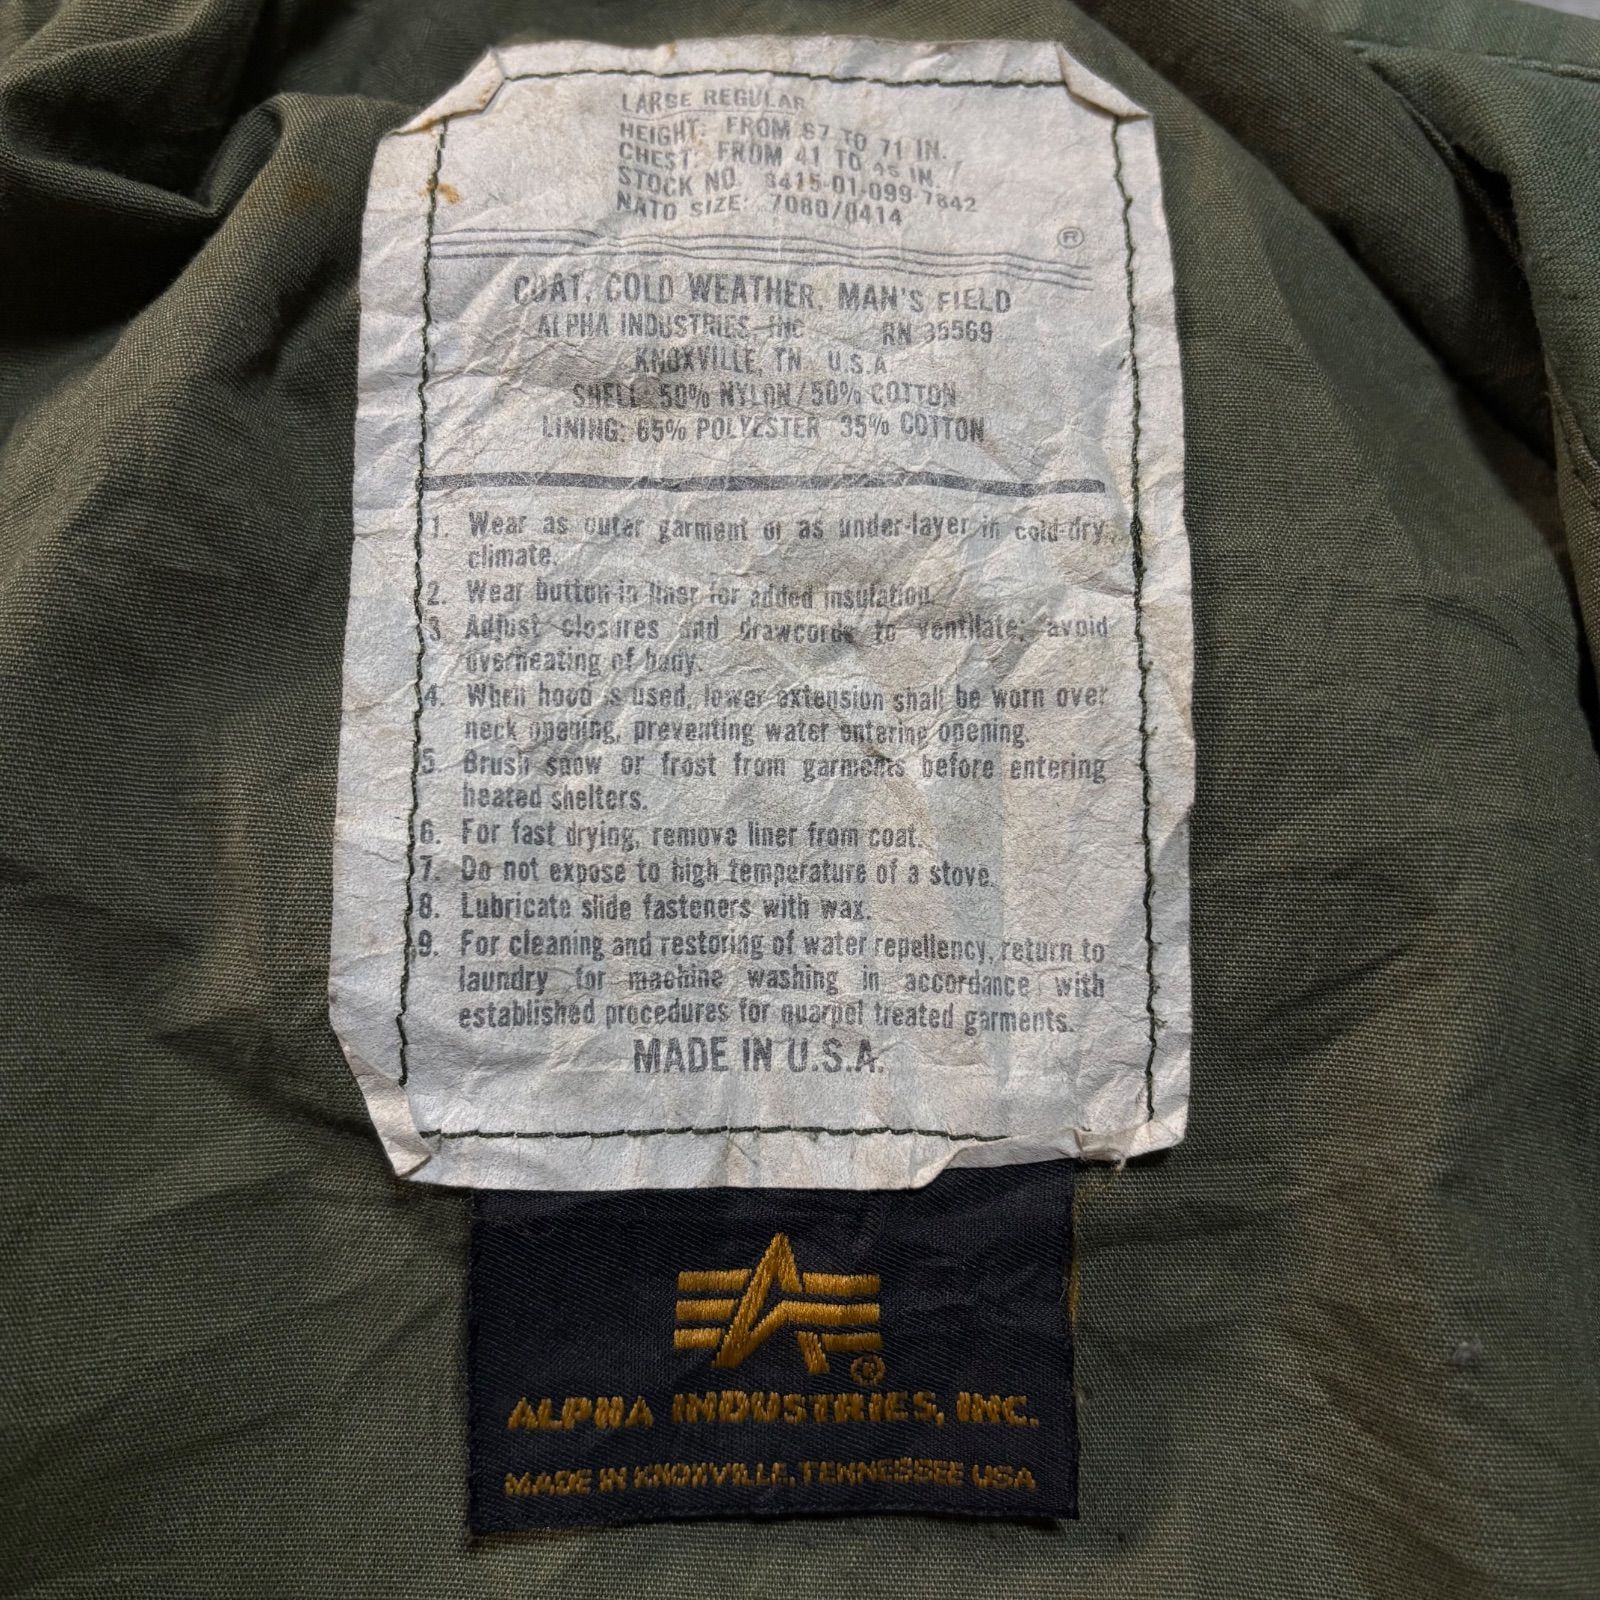 LARGE REGULAR
HEIGHT: FROM 67 TO 71 IN.
CHEST: FROM 41 TO 45 IN.
STOCK NO. 8415-01-099-7842
NATO SIZE: 7080/0414
®
COAT, COLD WEATHER, MAN'S FIELD
ALPHA INDUSTRIES, INC RN 35569
KNOXVILLE, TN U.S.A
SHELL: 50% NYLON/50% COTTON
LINING: 65% POLYESTER 35% COTTON
1. Wear as outer garment or as under-layer in cold-dry
climate.
2. Wear button-in liner for added insulation.
3. Adjust closures and drawcords to ventilate; avoid
overheating of body.
4. When hood is used, lower extension shall be worn over
neck opening, preventing water entering opening.
5. Brush snow or frost from garments before entering
heated shelters.
6. For fast drying, remove liner from coat.
7. Do not expose to high temperature of a stove.
8. Lubricate slide fasteners with wax.
9. For cleaning and restoring of water repellency, return to
laundry for machine washing in accordance with
established procedures for quarpel treated garments.
MADE IN U.S.A.
®
ALPHA INDUSTRIES, INC.
MADE IN KNOXVILLE, TENNESSEE USA